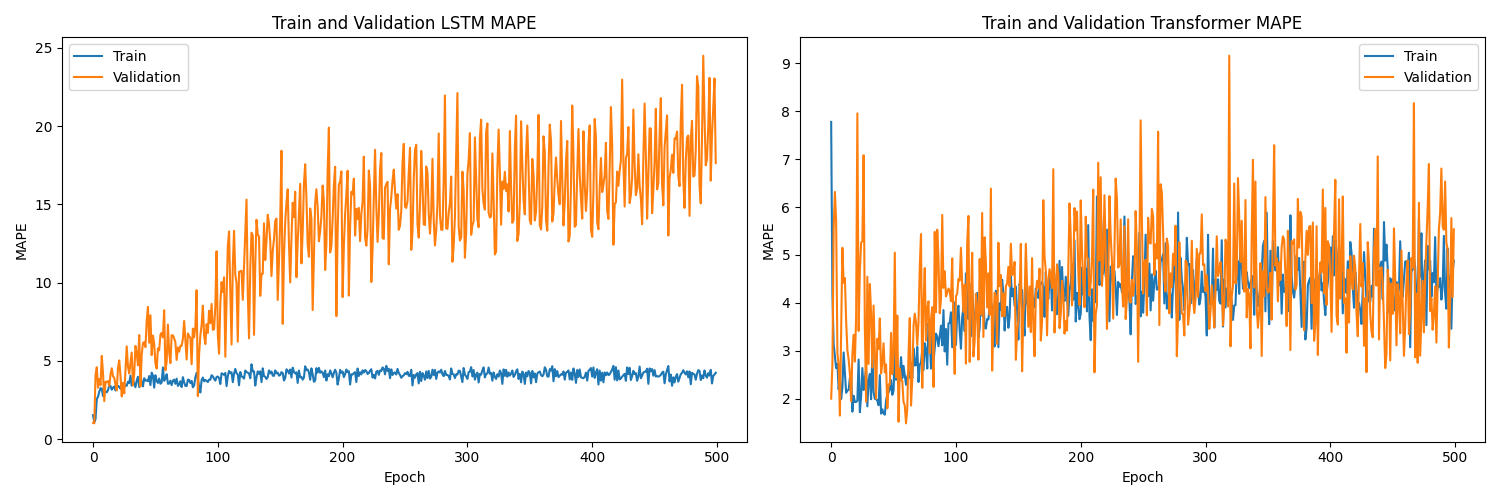 Train and Validation LSTM MAPE
Train
Validation
MAPE
25
20
15
10
5
0
0 100 200 300 400 500
Epoch
Train and Validation Transformer MAPE
Train
Validation
MAPE
9
8
7
6
5
4
3
2
0 100 200 300 400 500
Epoch